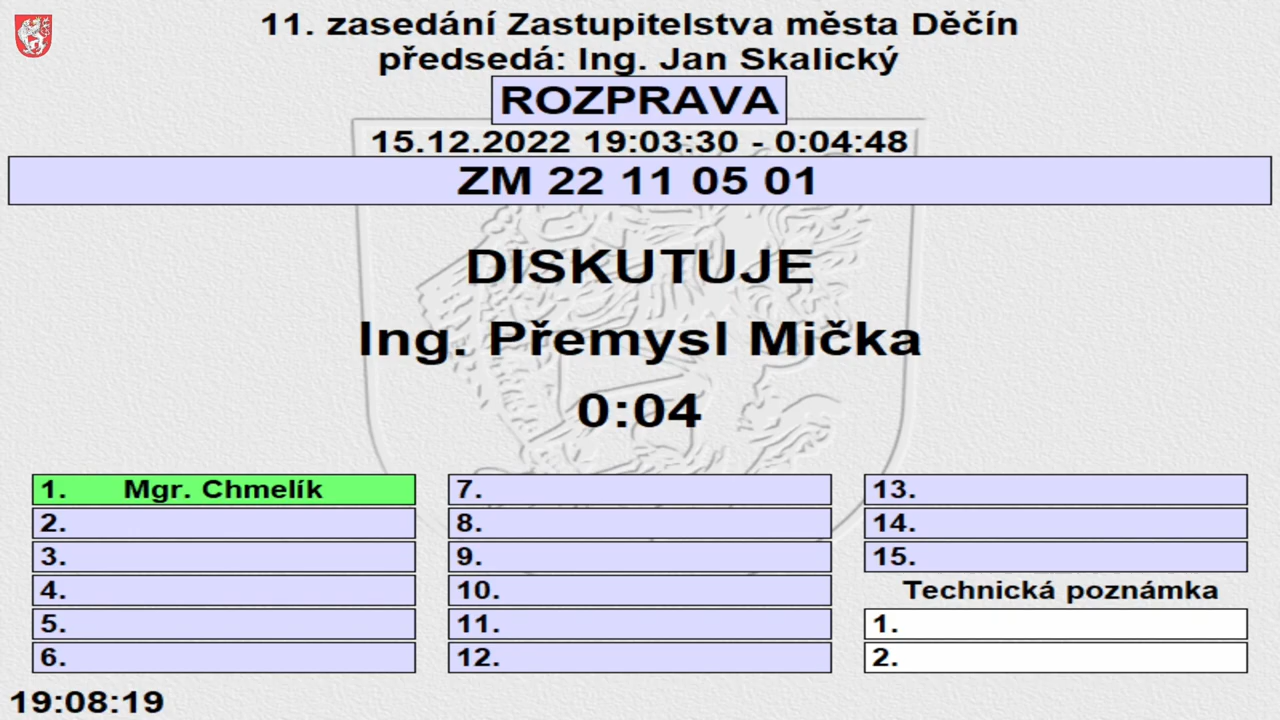 11. zasedání Zastupitelstva města Děčín
předsedá: Ing. Jan Skalický
ROZPRAVA
15.12.2022 19:03:30 - 0:04:48
ZM 22 11 05 01
DISKUTUJE
Ing. Přemysl Mička
0:04
1. Mgr. Chmelík
2.
3.
4.
5.
6.
7.
8.
9.
10.
11.
12.
13.
14.
15.
Technická poznámka
1.
2.
19:08:19